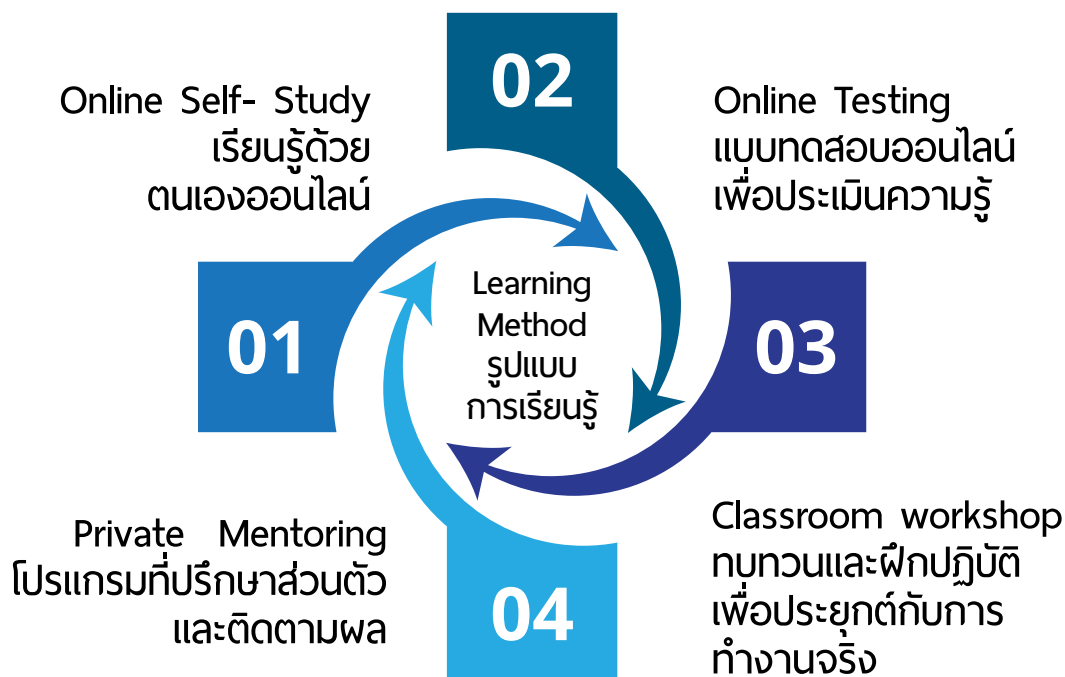 01
Online Self- Study
เรียนรู้ด้วย
ตนเองออนไลน์
02
Online Testing
แบบทดสอบออนไลน์
เพื่อประเมินความรู้
03
Classroom workshop
ทบทวนและฝึกปฏิบัติ
เพื่อประยุกต์กับการ
ทำงานจริง
04
Private Mentoring
โปรแกรมที่ปรึกษาส่วนตัว
และติดตามผล
Learning
Method
รูปแบบ
การเรียนรู้